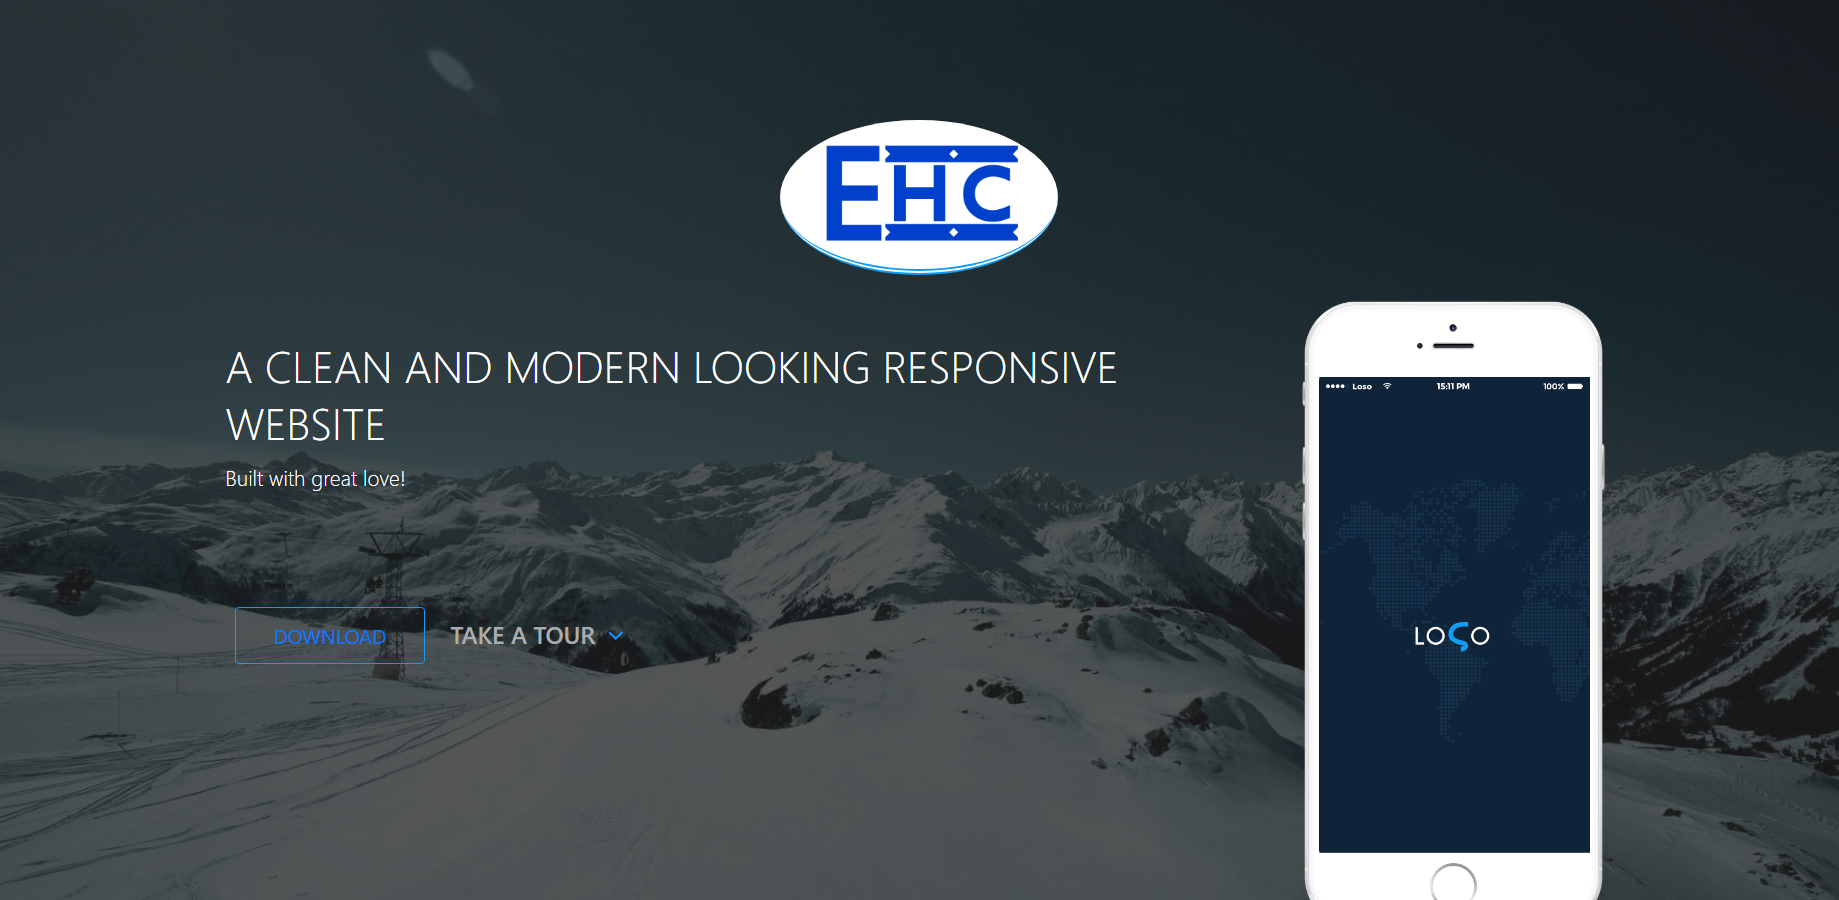 EHC
A CLEAN AND MODERN LOOKING RESPONSIVE
WEBSITE
Built with great love!
DOWNLOAD
TAKE A TOUR
Loso 15:11 PM 100%
LOSO